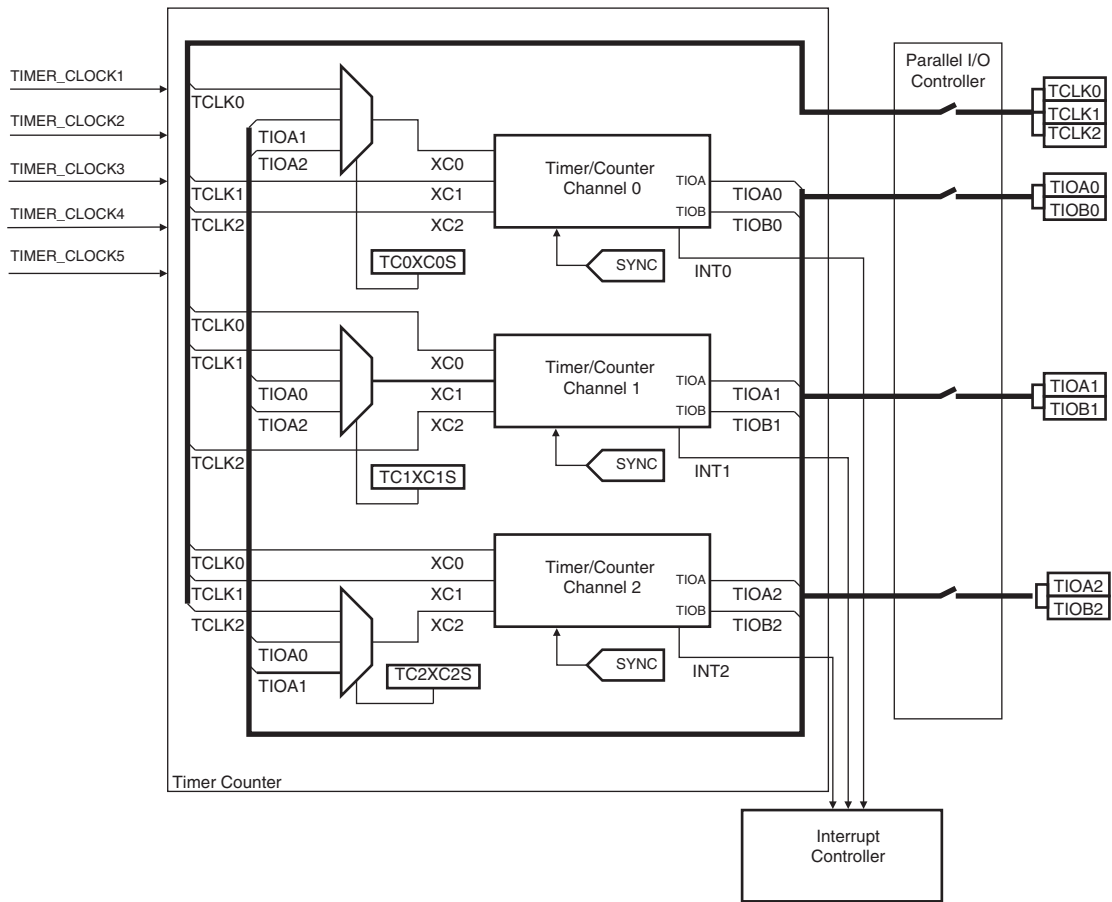 TIMER_CLOCK1
TIMER_CLOCK2
TIMER_CLOCK3
TIMER_CLOCK4
TIMER_CLOCK5
TCLK0
TIOA1
TIOA2
TCLK1
TCLK2
XC0
XC1
XC2
TC0XC0S
Timer/Counter
Channel 0
TIOA
TIOB
TIOA0
TIOB0
SYNC
INT0
TCLK0
TCLK1
TIOA0
TIOA2
TCLK2
XC0
XC1
XC2
TC1XC1S
Timer/Counter
Channel 1
TIOA
TIOB
TIOA1
TIOB1
SYNC
INT1
TCLK0
TCLK1
TCLK2
TIOA0
TIOA1
XC0
XC1
XC2
TC2XC2S
Timer/Counter
Channel 2
TIOA
TIOB
TIOA2
TIOB2
SYNC
INT2
Timer Counter
Parallel I/O
Controller
TCLK0
TCLK1
TCLK2
TIOA0
TIOB0
TIOA1
TIOB1
TIOA2
TIOB2
Interrupt
Controller